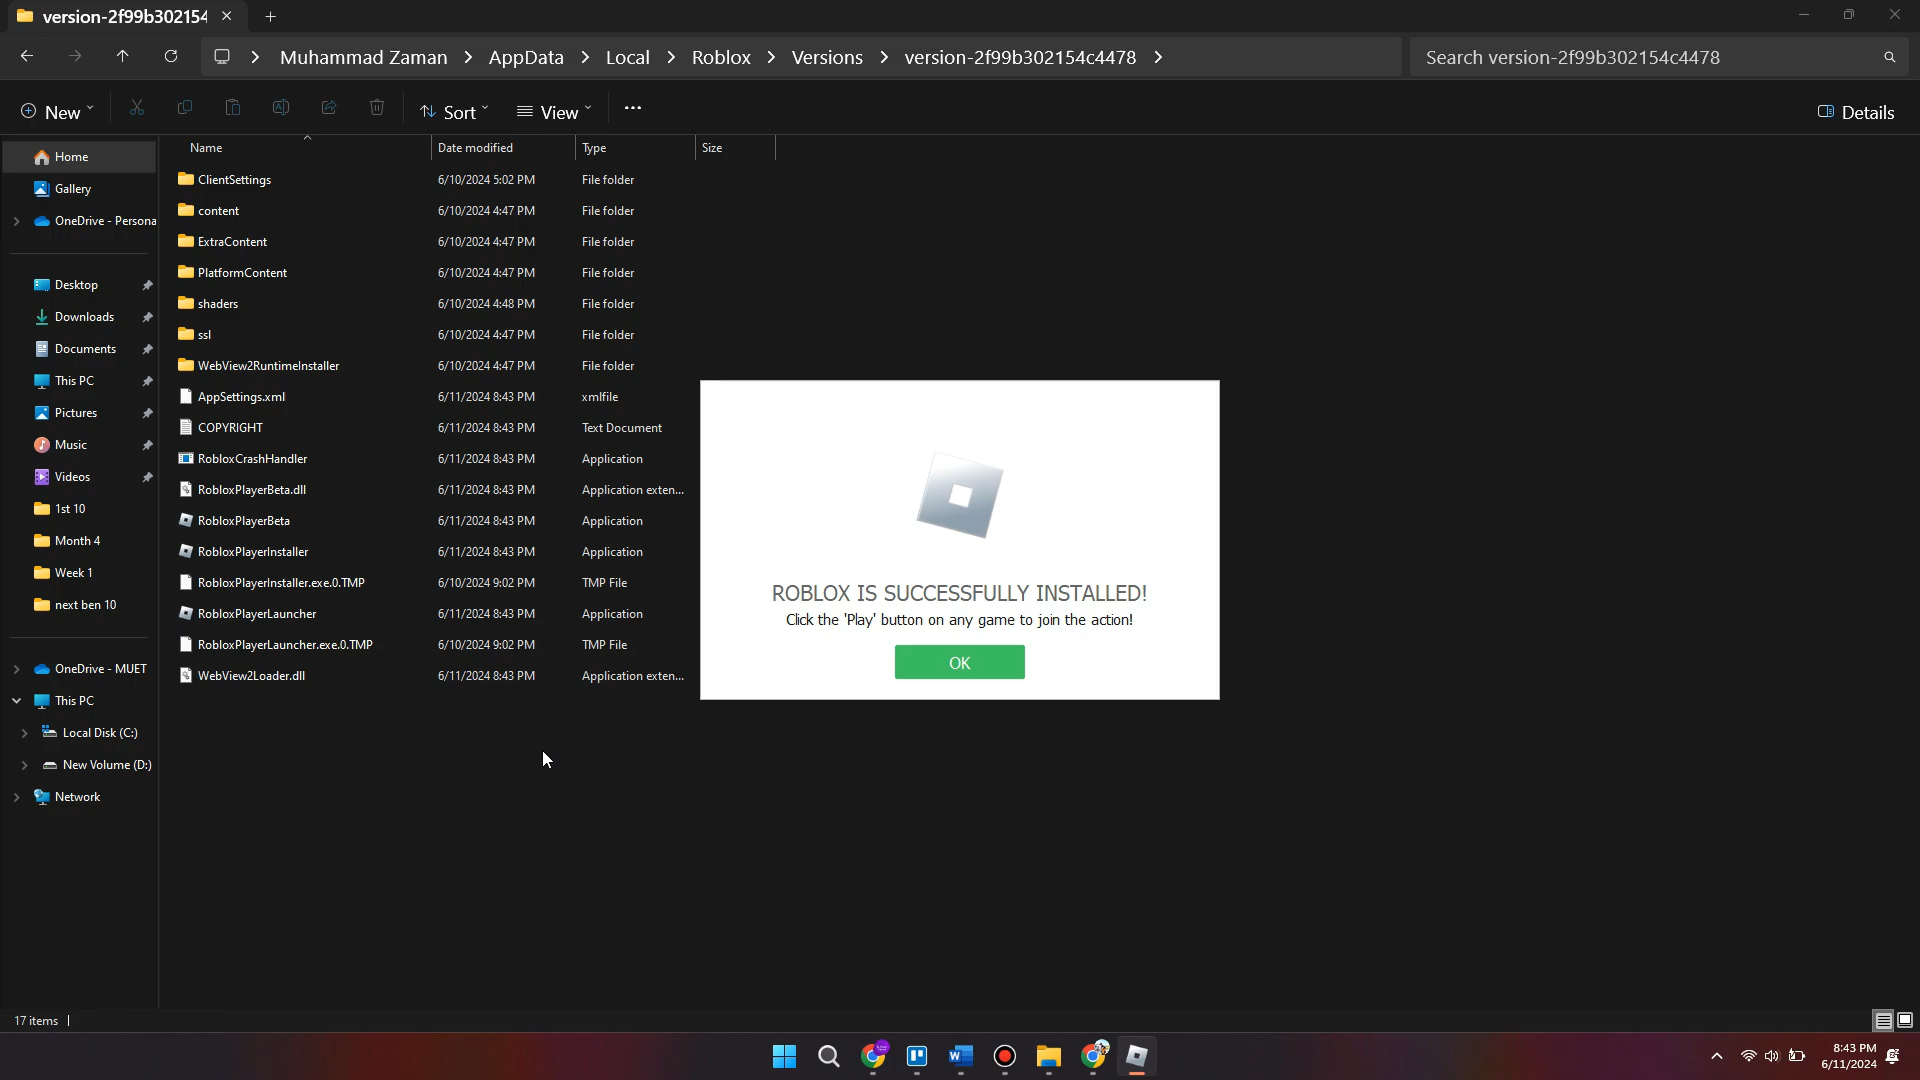 version-2f99b302154
Muhammad Zaman
AppData
Local
Roblox
Versions
version-2f99b302154c4478
Search version-2f99b302154c4478
New
Sort
View
Details
Name
Date modified
Type
Size
Home
Gallery
OneDrive - Persona
Desktop
Downloads
Documents
This PC
Pictures
Music
Videos
1st 10
Month 4
Week 1
next ben 10
OneDrive - MUET
This PC
Local Disk (C:)
New Volume (D:)
Network
ClientSettings 6/10/2024 5:02 PM File folder
content 6/10/2024 4:47 PM File folder
ExtraContent 6/10/2024 4:47 PM File folder
PlatformContent 6/10/2024 4:47 PM File folder
shaders 6/10/2024 4:48 PM File folder
ssl 6/10/2024 4:47 PM File folder
WebView2RuntimeInstaller 6/10/2024 4:47 PM File folder
AppSettings.xml 6/11/2024 8:43 PM xmlfile
COPYRIGHT 6/11/2024 8:43 PM Text Document
RobloxCrashHandler 6/11/2024 8:43 PM Application
RobloxPlayerBeta.dll 6/11/2024 8:43 PM Application exten...
RobloxPlayerBeta 6/11/2024 8:43 PM Application
RobloxPlayerInstaller 6/11/2024 8:43 PM Application
RobloxPlayerInstaller.exe.0.TMP 6/10/2024 9:02 PM TMP File
RobloxPlayerLauncher 6/11/2024 8:43 PM Application
RobloxPlayerLauncher.exe.0.TMP 6/10/2024 9:02 PM TMP File
WebView2Loader.dll 6/11/2024 8:43 PM Application exten...
ROBLOX IS SUCCESSFULLY INSTALLED!
Click the 'Play' button on any game to join the action!
OK
17 items
8:43 PM
6/11/2024